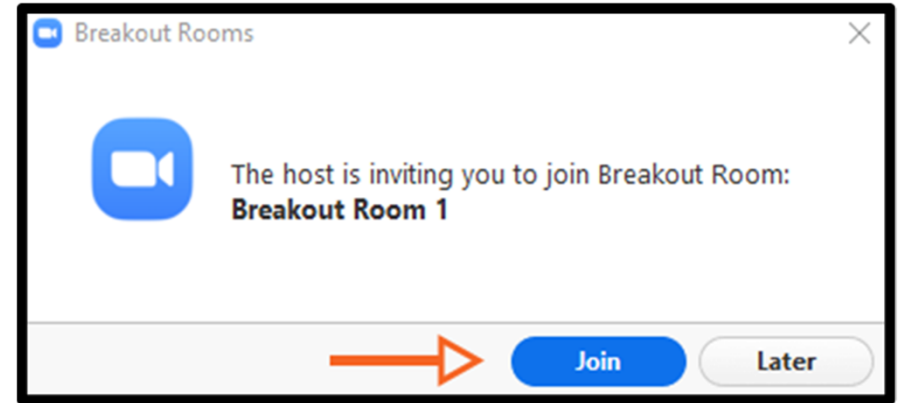 Breakout Rooms
The host is inviting you to join Breakout Room:
Breakout Room 1
Join
Later